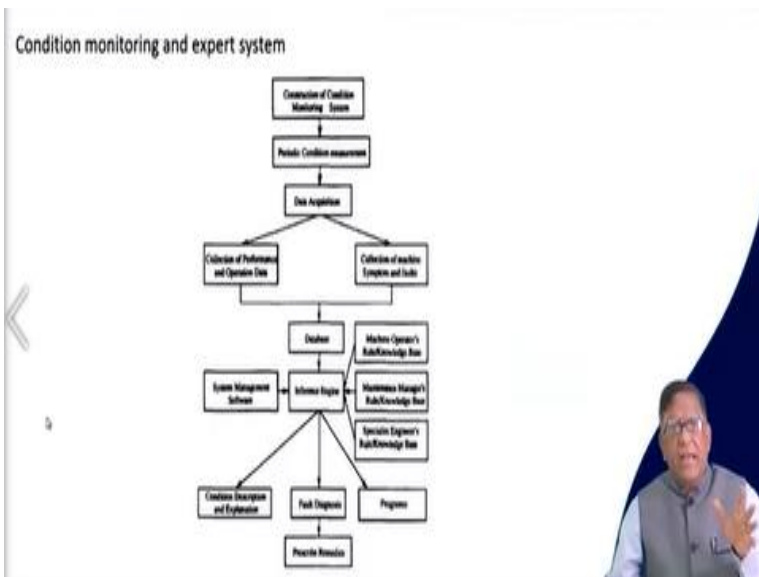 Condition monitoring and expert system
Construction of Condition
Monitoring System
Periodic Condition measurement
Data Acquisition
Collection of Performance
and Operation Data
Collection of machine
Symptom and faults
Database
Machine Operator's
Rule/Knowledge Base
System Management
Software
Inference Engine
Maintenance Manager's
Rule/Knowledge Base
Specialist Engineer's
Rule/Knowledge Base
Condition Description
and Explanation
Fault Diagnosis
Prescribe Remedies